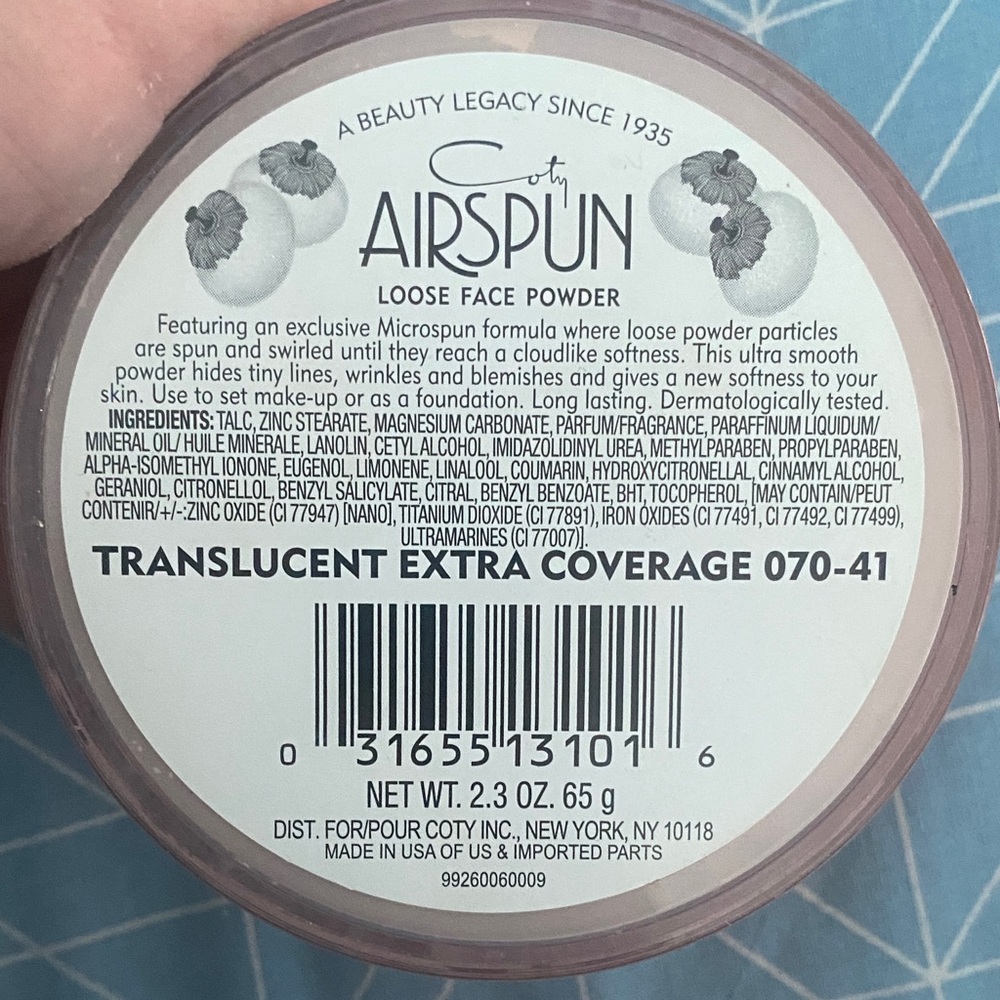 A BEAUTY LEGACY SINCE 1935
Coty
AIRSPUN
LOOSE FACE POWDER
Featuring an exclusive Microspun formula where loose powder particles
are spun and swirled until they reach a cloudlike softness. This ultra smooth
powder hides tiny lines, wrinkles and blemishes and gives a new softness to your
skin. Use to set make-up or as a foundation. Long lasting. Dermatologically tested.
INGREDIENTS: TALC, ZINC STEARATE, MAGNESIUM CARBONATE, PARFUM/FRAGRANCE, PARAFFINUM LIQUIDUM/
MINERAL OIL/ HUILE MINERALE, LANOLIN, CETYL ALCOHOL, IMIDAZOLIDINYL UREA, METHYLPARABEN, PROPYLPARABEN,
ALPHA-ISOMETHYL IONONE, EUGENOL, LIMONENE, LINALOOL, COUMARIN, HYDROXYCITRONELLAL, CINNAMYL ALCOHOL,
GERANIOL, CITRONELLOL, BENZYL SALICYLATE, CITRAL, BENZYL BENZOATE, BHT, TOCOPHEROL, [MAY CONTAIN/PEUT
CONTENIR/+/-:ZINC OXIDE (CI 77947) [NANO], TITANIUM DIOXIDE (CI 77891), IRON OXIDES (CI 77491, CI 77492, CI 77499),
ULTRAMARINES (CI 77007)].
TRANSLUCENT EXTRA COVERAGE 070-41
0 31655 13101 6
NET WT. 2.3 OZ. 65 g
DIST. FOR/POUR COTY INC., NEW YORK, NY 10118
MADE IN USA OF US & IMPORTED PARTS
99260060009